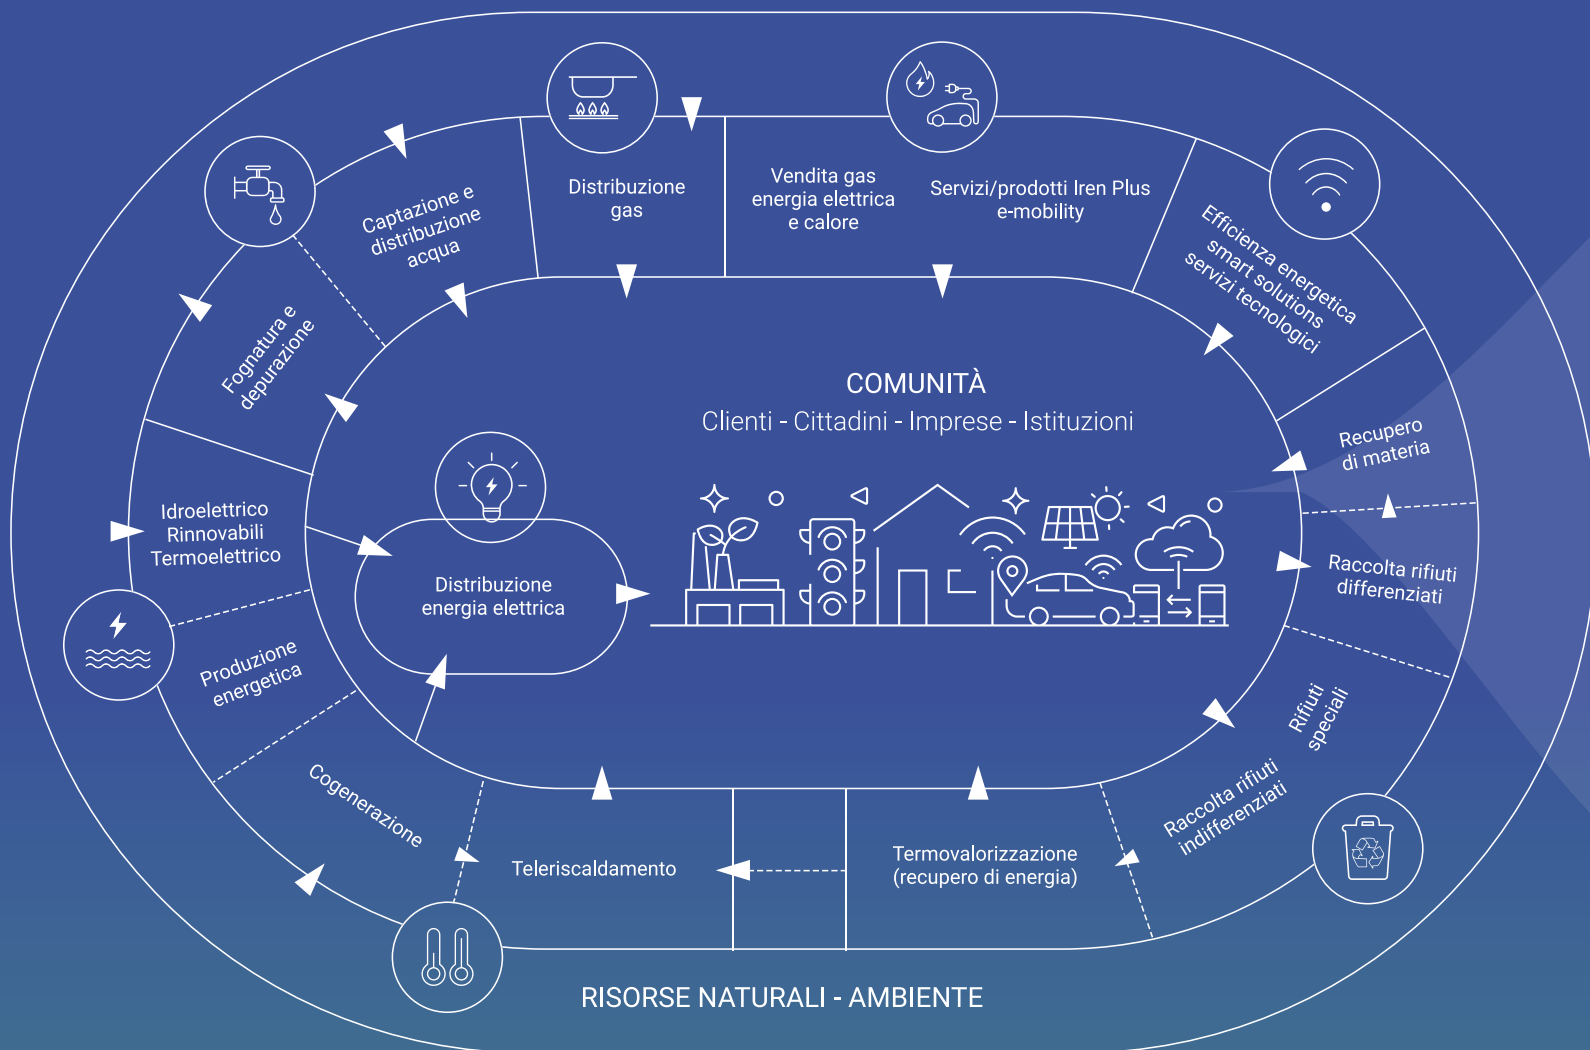 Distribuzione
gas
Vendita gas
energia elettrica
e calore
Servizi/prodotti Iren Plus
e-mobility
Efficienza energetica
smart solutions
servizi tecnologici
Recupero
di materia
Raccolta rifiuti
differenziati
Rifiuti
speciali
Raccolta rifiuti
indifferenziati
Termovalorizzazione
(recupero di energia)
Teleriscaldamento
Cogenerazione
Produzione
energetica
Idroelettrico
Rinnovabili
Termoelettrico
Fognatura e
depurazione
Captazione e
distribuzione
acqua
COMUNITÀ
Clienti - Cittadini - Imprese - Istituzioni
Distribuzione
energia elettrica
RISORSE NATURALI - AMBIENTE